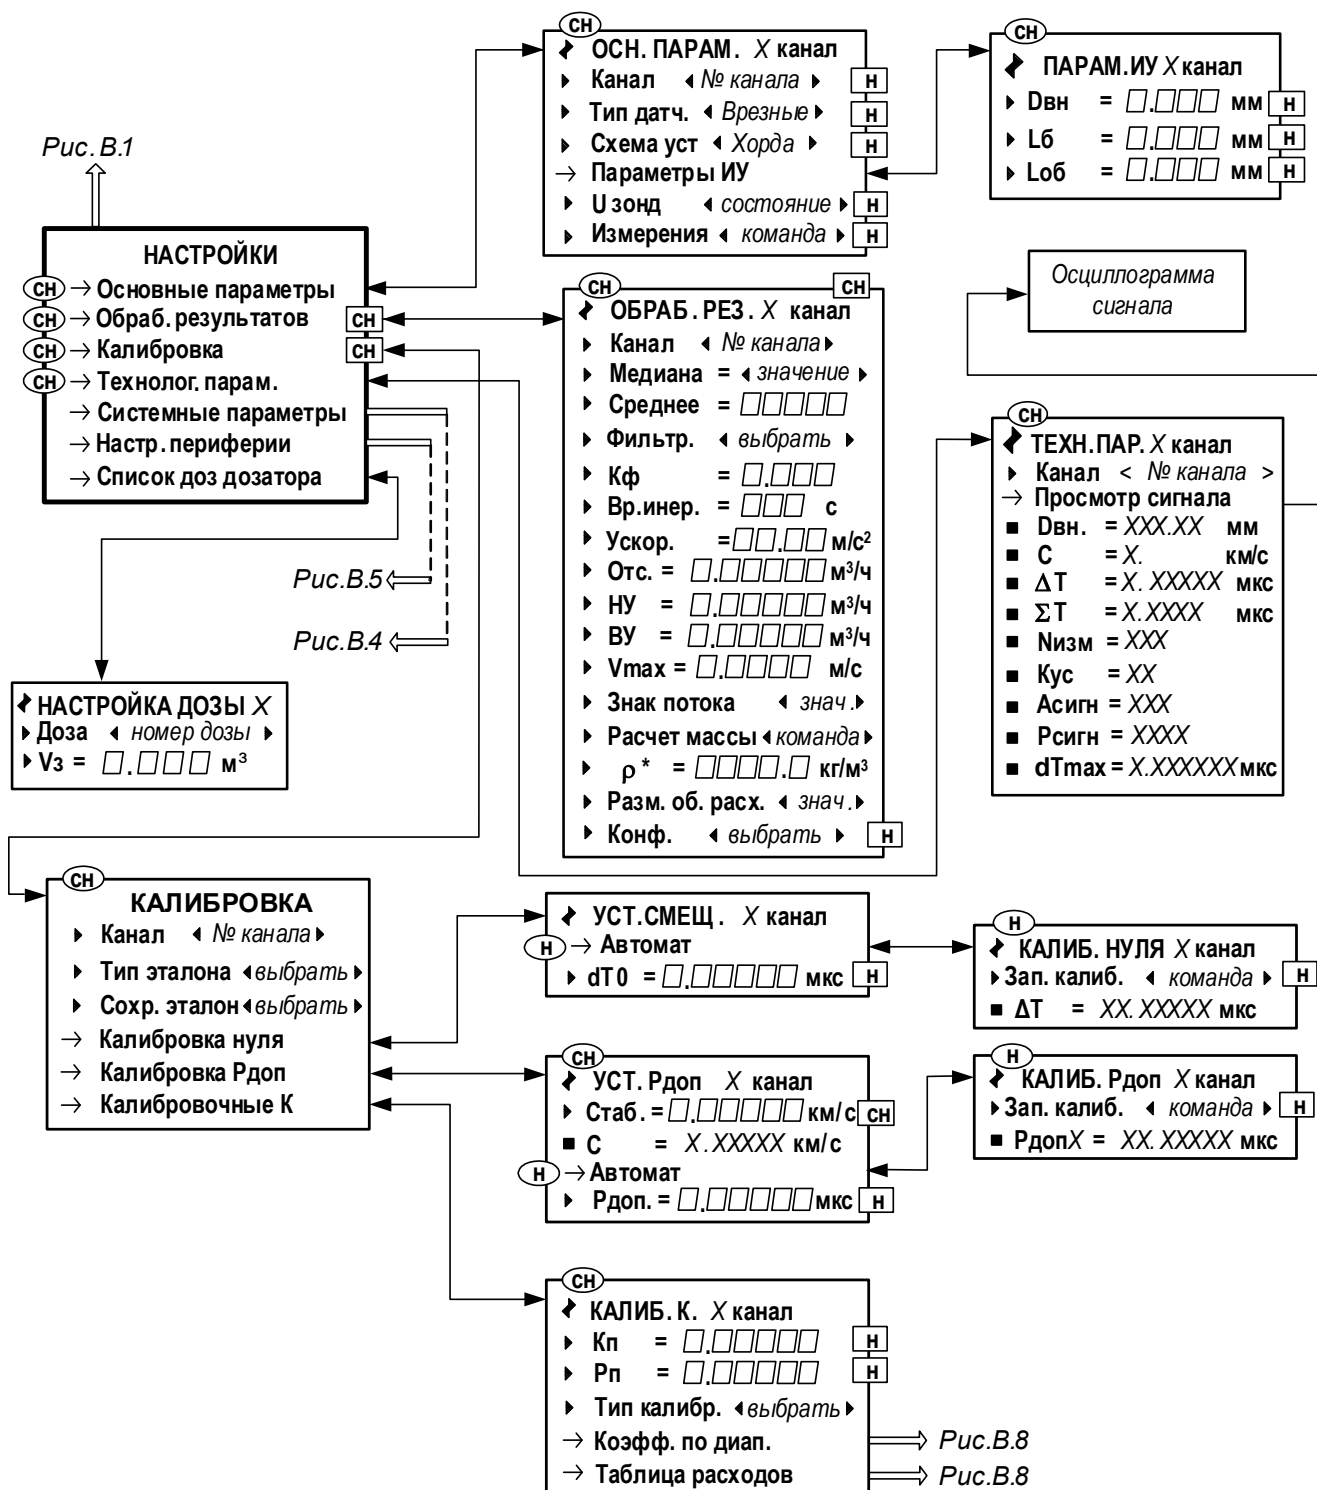 Рис.В.1
НАСТРОЙКИ
СН → Основные параметры
СН → Обраб. результатов СН
СН → Калибровка СН
СН → Технолог. парам.
→ Системные параметры
→ Настр. периферии
→ Список доз дозатора
Рис.В.5
Рис.В.4
СН
ОСН. ПАРАМ. X канал
Канал ◂ № канала ▸ Н
Тип датч. ◂ Врезные ▸ Н
Схема уст ◂ Хорда ▸ Н
→ Параметры ИУ
U зонд ◂ состояние ▸ Н
Измерения ◂ команда ▸ Н
СН
ПАРАМ.ИУ X канал
Dвн = □.□□□ мм Н
Lб = □.□□□ мм Н
Lоб = □.□□□ мм Н
Осциллограмма
сигнала
СН СН
ОБРАБ. РЕЗ. X канал
Канал ◂ № канала ▸
Медиана = ◂ значение ▸
Среднее = □□□□□
Фильтр. ◂ выбрать ▸
Кф = □.□□□
Вр.инер. = □□□ с
Ускор. =□□.□□ м/с²
Отс. = □.□□□□□ м³/ч
НУ = □.□□□□□ м³/ч
ВУ = □.□□□□□ м³/ч
Vmax = □.□□□□ м/с
Знак потока ◂ знач.▸
Расчет массы ◂ команда ▸
ρ* = □□□□.□ кг/м³
Разм. об. расх. ◂ знач.▸
Конф. ◂ выбрать ▸ Н
СН
ТЕХН.ПАР. X канал
Канал < № канала >
→ Просмотр сигнала
■ Dвн. = XXX.XX мм
■ С = X. км/с
■ ΔT = X. XXXXX мкс
■ ΣT = X.XXXX мкс
■ Nизм = XXX
■ Кус = XX
■ Асигн = XXX
■ Рсигн = XXXX
■ dTmax = X.XXXXXX мкс
НАСТРОЙКА ДОЗЫ X
Доза ◂ номер дозы ▸
Vз = □.□□□ м³
СН
КАЛИБРОВКА
Канал ◂ № канала ▸
Тип эталона ◂ выбрать ▸
Сохр. эталон ◂ выбрать ▸
→ Калибровка нуля
→ Калибровка Рдоп
→ Калибровочные К
УСТ.СМЕЩ. X канал
Н → Автомат
dT0 = □.□□□□□ мкс Н
Н
КАЛИБ. НУЛЯ X канал
Зап. калиб. ◂ команда ▸ Н
■ ΔT = XX. XXXXX мкс
СН
УСТ. Рдоп X канал
Стаб. = □.□□□□□ км/с СН
■ С = X.XXXXX км/с
Н → Автомат
Рдоп. = □.□□□□□ мкс Н
Н
КАЛИБ. Рдоп X канал
Зап. калиб. ◂ команда ▸ Н
■ РдопX = XX. XXXXX мкс
СН
КАЛИБ. К. X канал
Кп = □.□□□□□ Н
Рп = □.□□□□□ Н
Тип калибр. ◂ выбрать ▸
→ Коэфф. по диап. Рис.В.8
→ Таблица расходов Рис.В.8